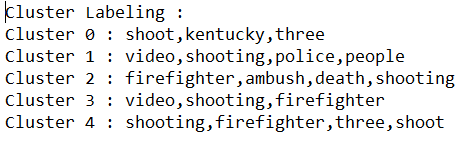 Cluster Labeling :
Cluster 0 : shoot,kentucky,three
Cluster 1 : video,shooting,police,people
Cluster 2 : firefighter,ambush,death,shooting
Cluster 3 : video,shooting,firefighter
Cluster 4 : shooting,firefighter,three,shoot